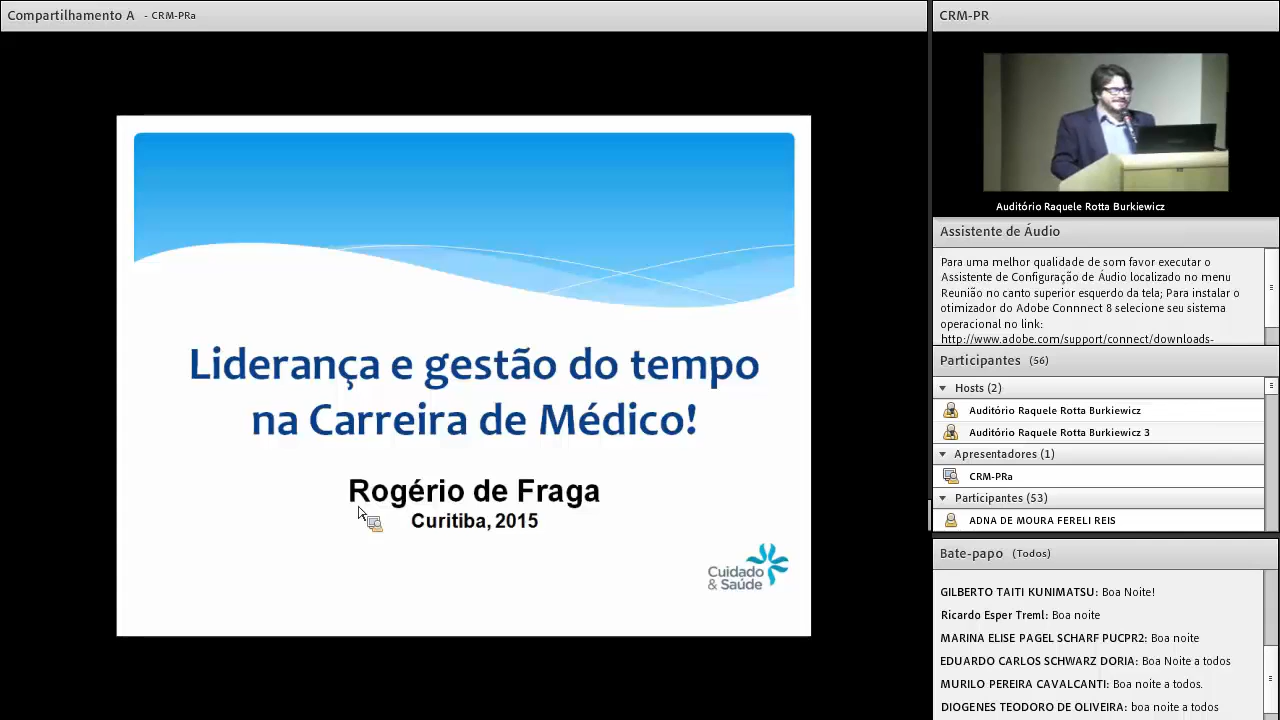 Compartilhamento A - CRM-PRa
Liderança e gestão do tempo
na Carreira de Médico!
Rogério de Fraga
Curitiba, 2015
Cuidado
& Saúde
CRM-PR
Auditório Raquele Rotta Burkiewicz
Assistente de Áudio
Para uma melhor qualidade de som favor executar o
Assistente de Configuração de Áudio localizado no menu
Reunião no canto superior esquerdo da tela; Para instalar o
otimizador do Adobe Connnect 8 selecione seu sistema
operacional no link:
http://www.adobe.com/support/connect/downloads-
Participantes (56)
Hosts (2)
Auditório Raquele Rotta Burkiewicz
Auditório Raquele Rotta Burkiewicz 3
Apresentadores (1)
CRM-PRa
Participantes (53)
ADNA DE MOURA FERELI REIS
Bate-papo (Todos)
GILBERTO TAITI KUNIMATSU: Boa Noite!
Ricardo Esper Treml: Boa noite
MARINA ELISE PAGEL SCHARF PUCPR2: Boa noite
EDUARDO CARLOS SCHWARZ DORIA: Boa Noite a todos
MURILO PEREIRA CAVALCANTI: Boa noite a todos.
DIOGENES TEODORO DE OLIVEIRA: boa noite a todos